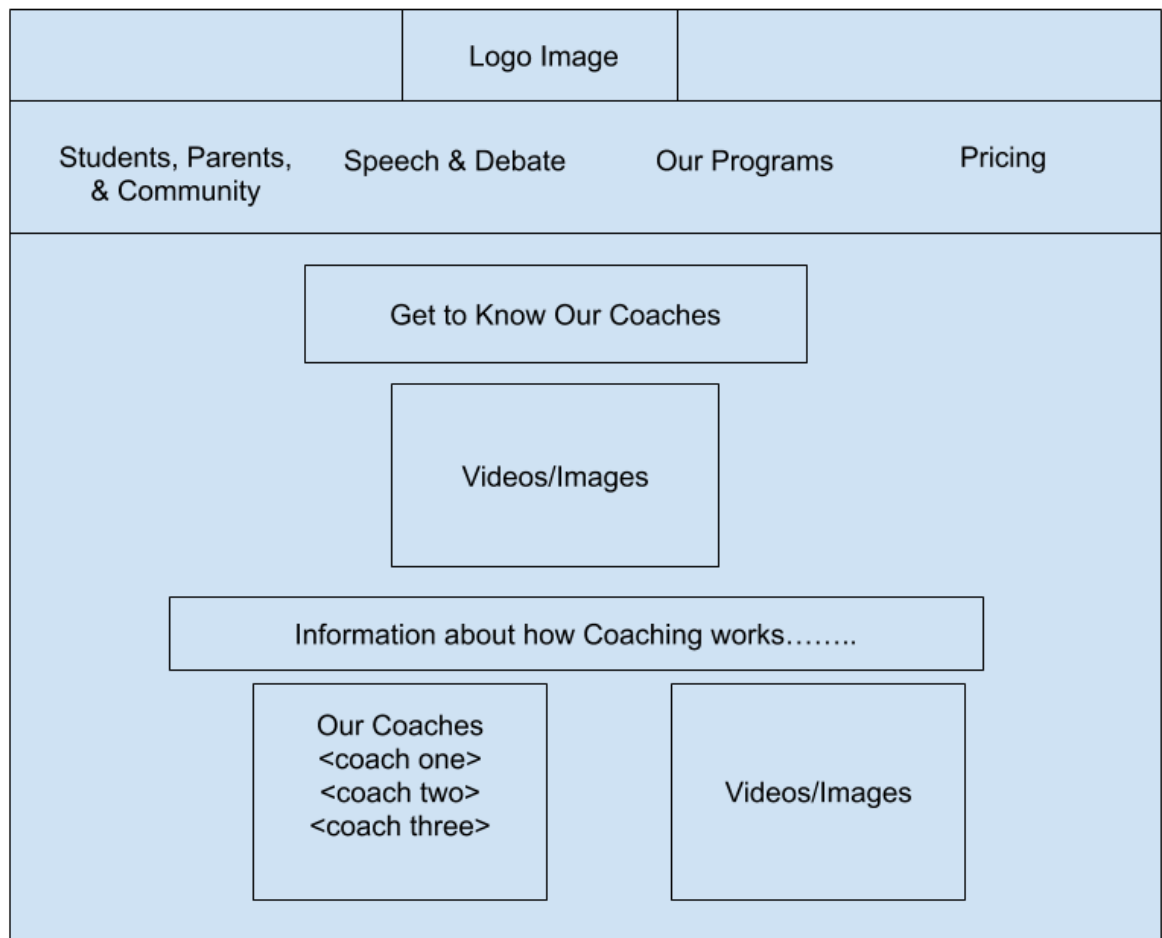 Logo Image
Students, Parents,
& Community
Speech & Debate
Our Programs
Pricing
Get to Know Our Coaches
Videos/Images
Information about how Coaching works……..
Our Coaches
<coach one>
<coach two>
<coach three>
Videos/Images